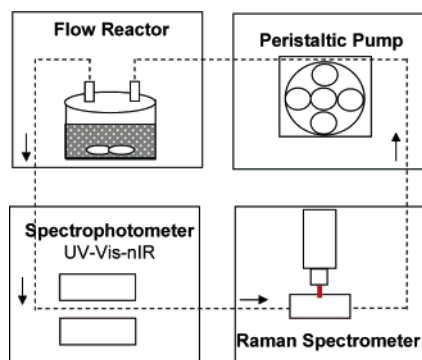 Flow Reactor
Peristaltic Pump
Spectrophotometer
UV-Vis-nIR
Raman Spectrometer